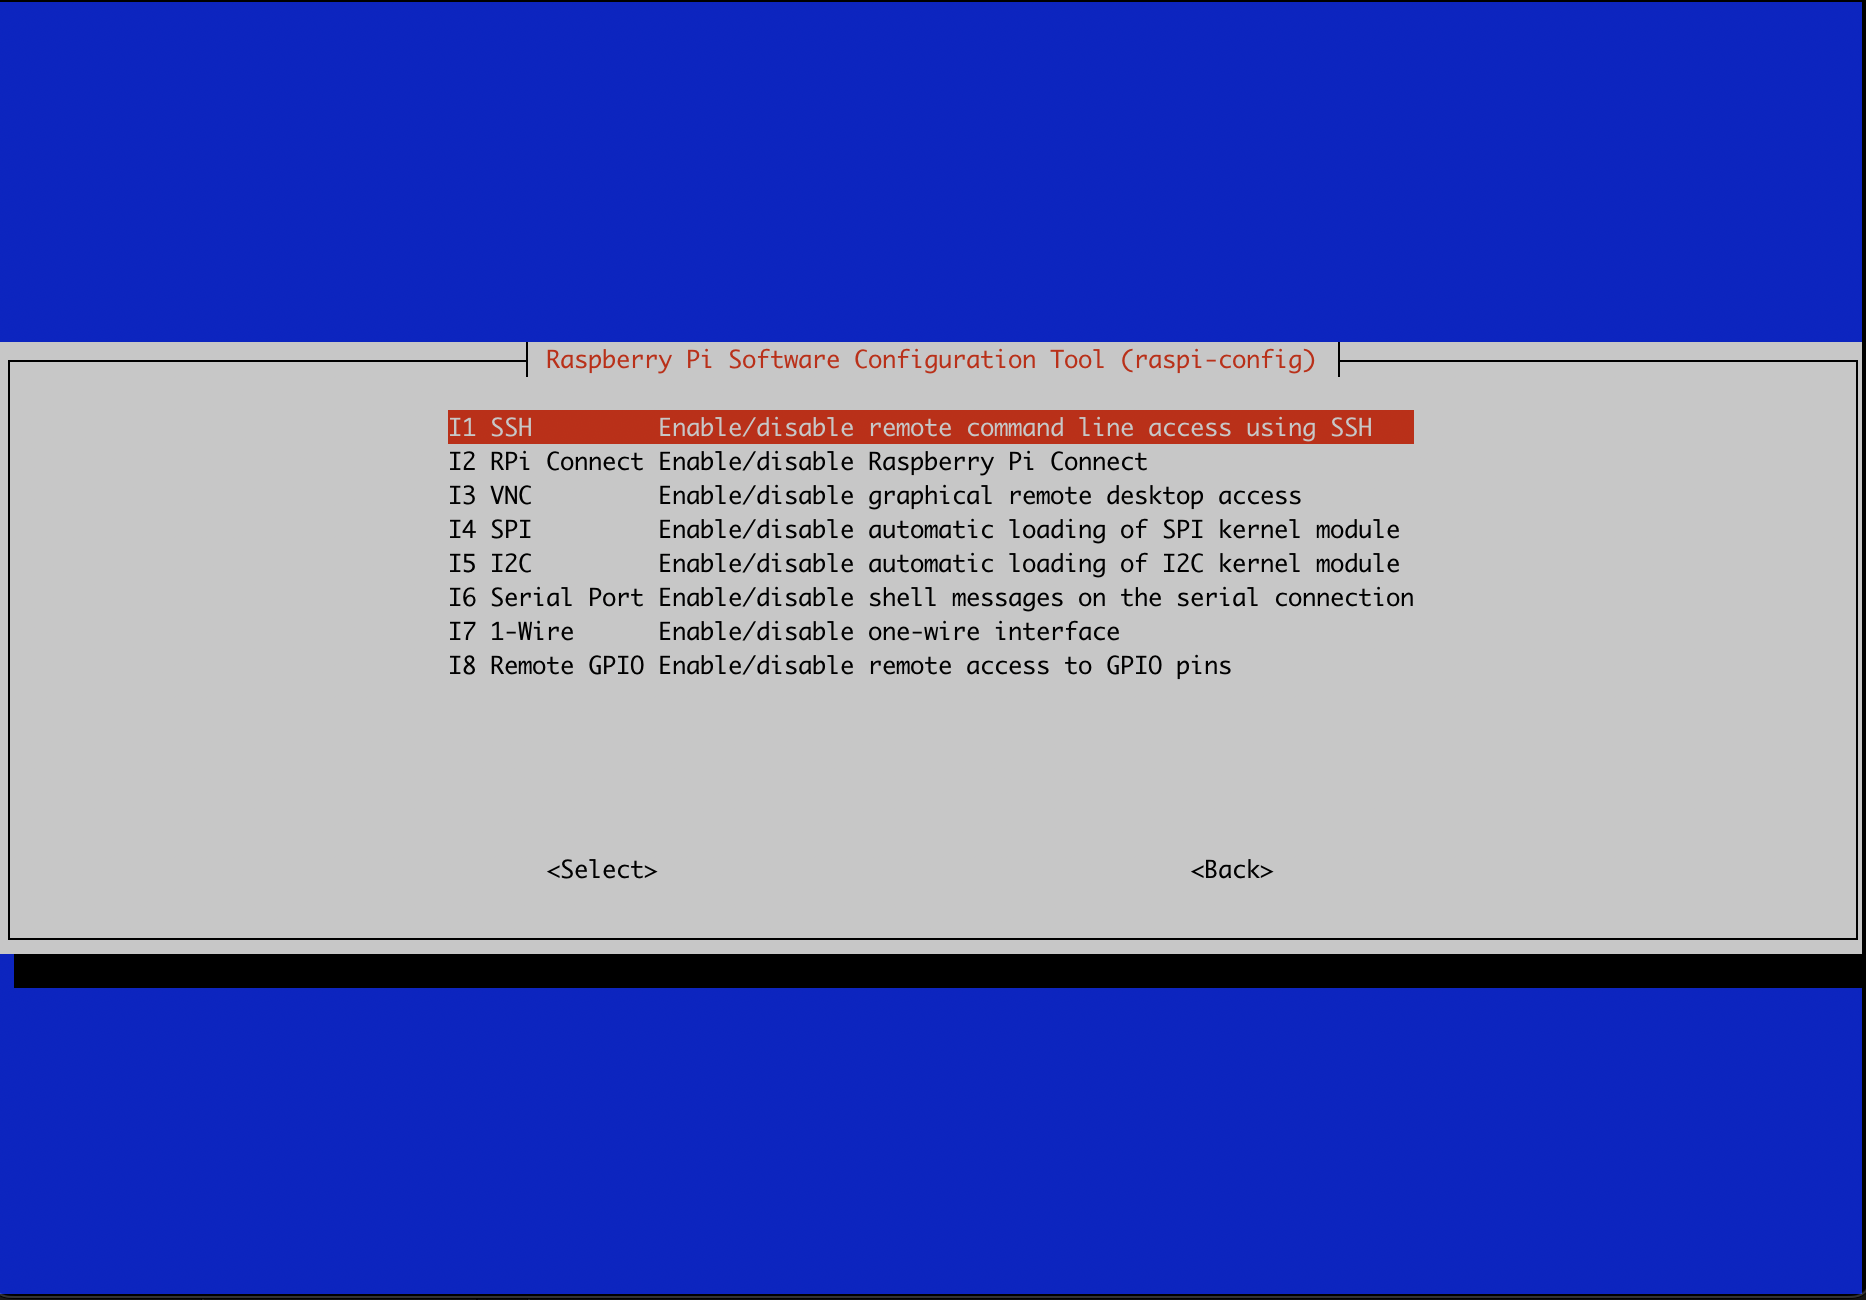 Raspberry Pi Software Configuration Tool (raspi-config)
I1 SSH         Enable/disable remote command line access using SSH
I2 RPi Connect Enable/disable Raspberry Pi Connect
I3 VNC         Enable/disable graphical remote desktop access
I4 SPI         Enable/disable automatic loading of SPI kernel module
I5 I2C         Enable/disable automatic loading of I2C kernel module
I6 Serial Port Enable/disable shell messages on the serial connection
I7 1-Wire      Enable/disable one-wire interface
I8 Remote GPIO Enable/disable remote access to GPIO pins
<Select> <Back>